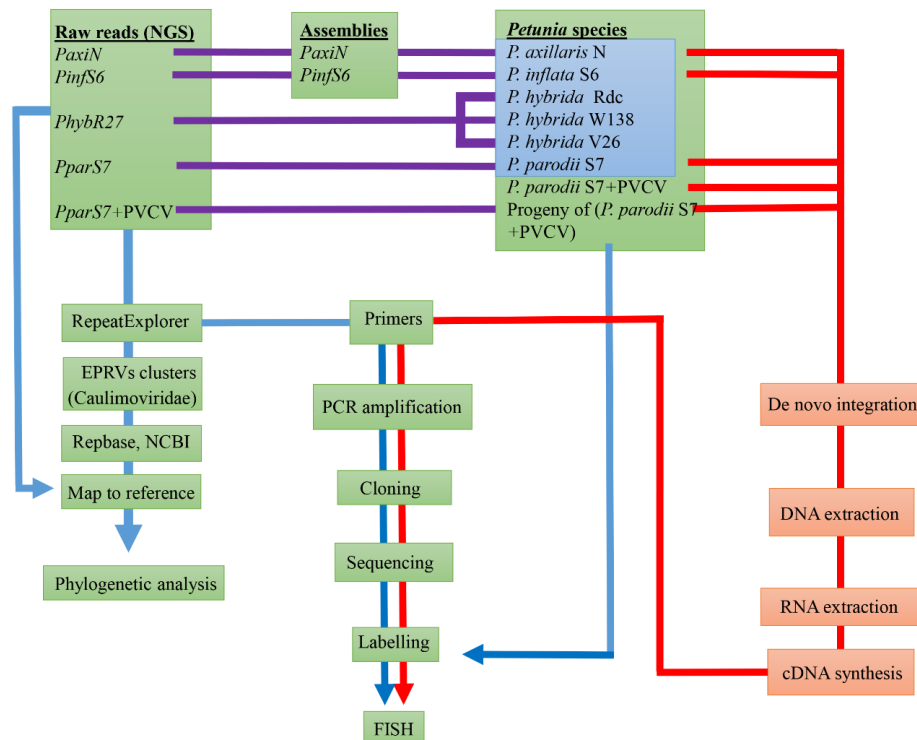 Raw reads (NGS)
PaxiN
PinfS6
PhybR27
PparS7
PparS7+PVCV
Assemblies
PaxiN
PinfS6
Petunia species
P. axillaris N
P. inflata S6
P. hybrida Rdc
P. hybrida W138
P. hybrida V26
P. parodii S7
P. parodii S7+PVCV
Progeny of (P. parodii S7
+PVCV)
RepeatExplorer
EPRVs clusters
(Caulimoviridae)
Repbase, NCBI
Map to reference
Phylogenetic analysis
Primers
PCR amplification
Cloning
Sequencing
Labelling
FISH
De novo integration
DNA extraction
RNA extraction
cDNA synthesis